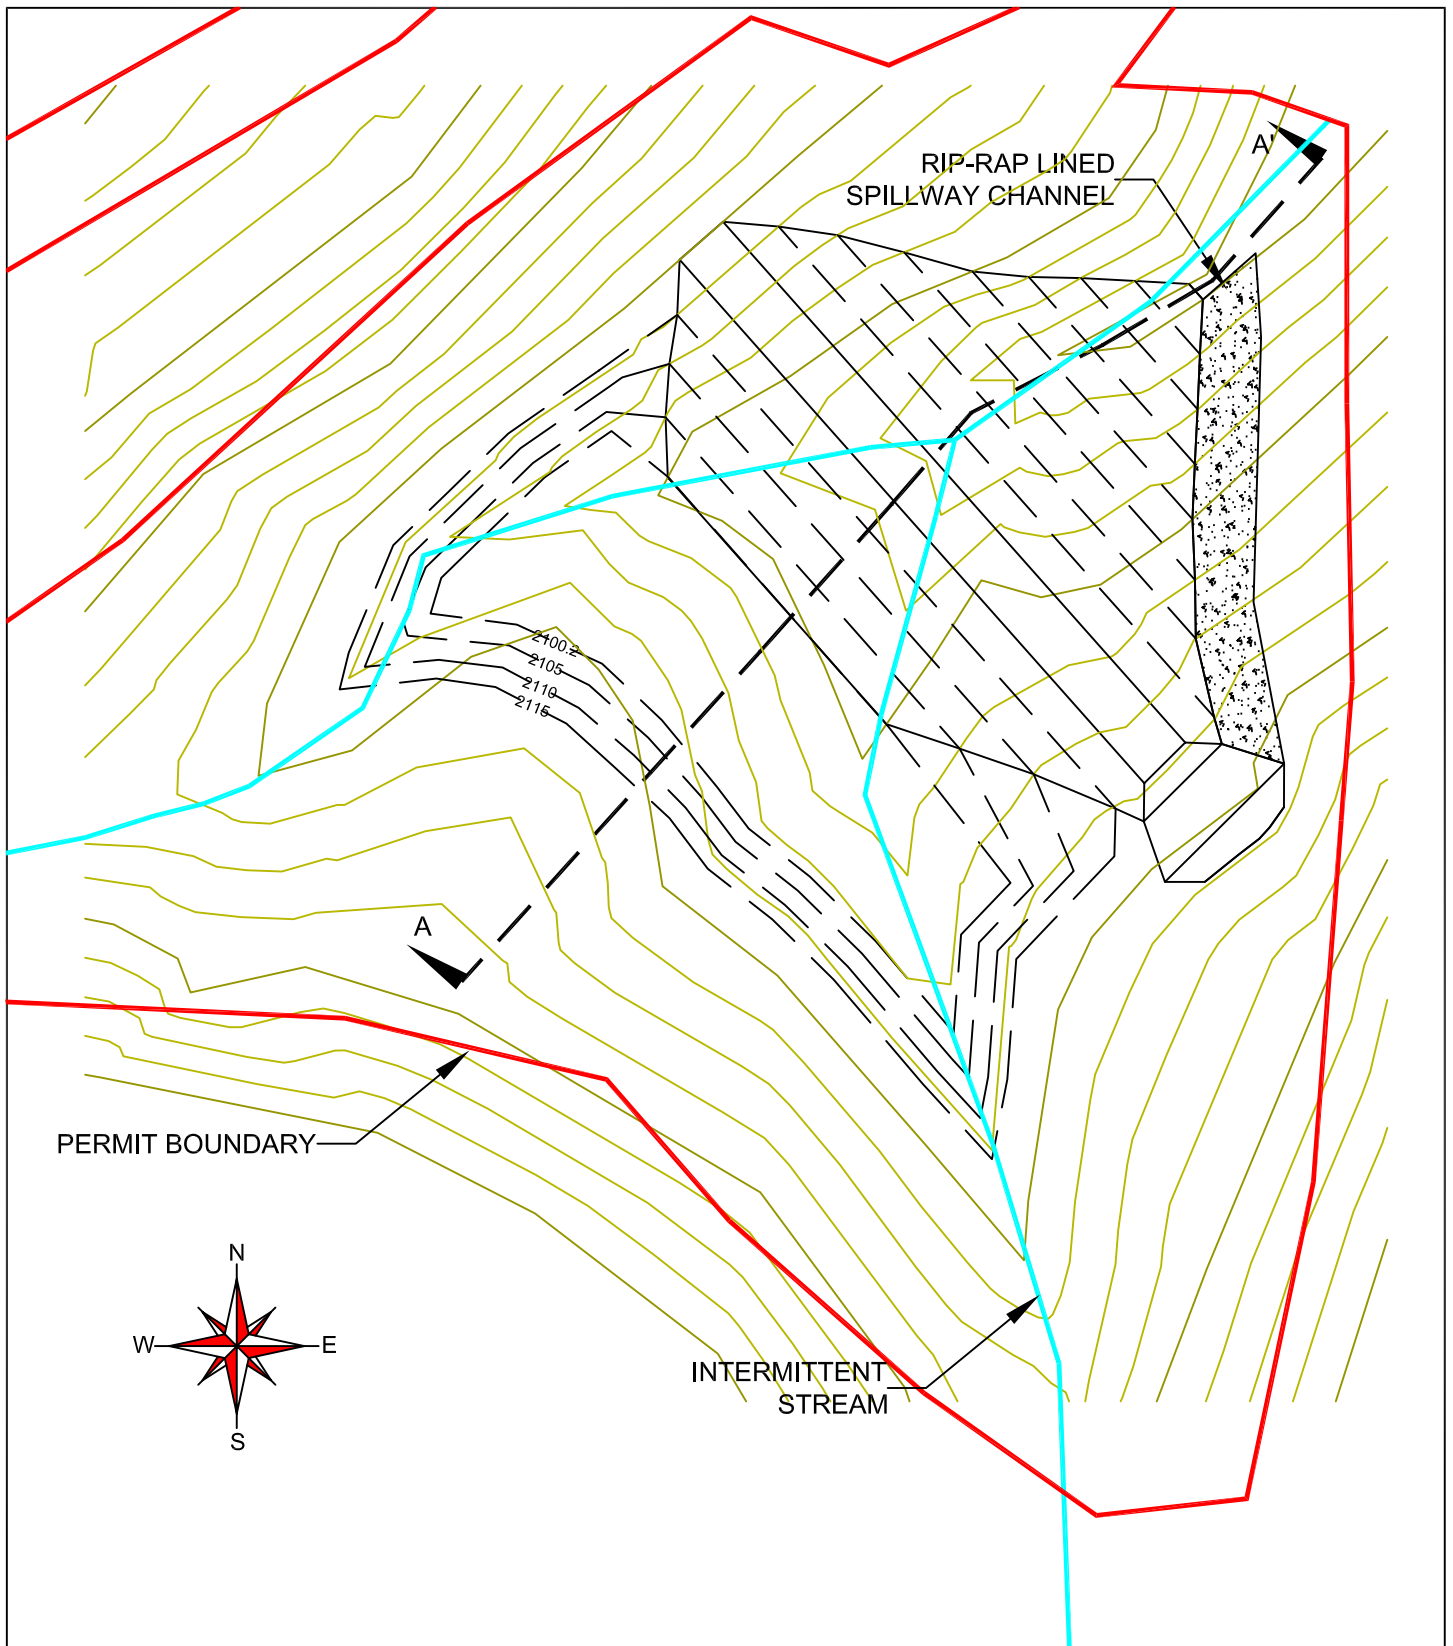 A'
RIP-RAP LINED
SPILLWAY CHANNEL
2100.2
2105
2110
2115
A
PERMIT BOUNDARY
N
W
E
S
INTERMITTENT
STREAM